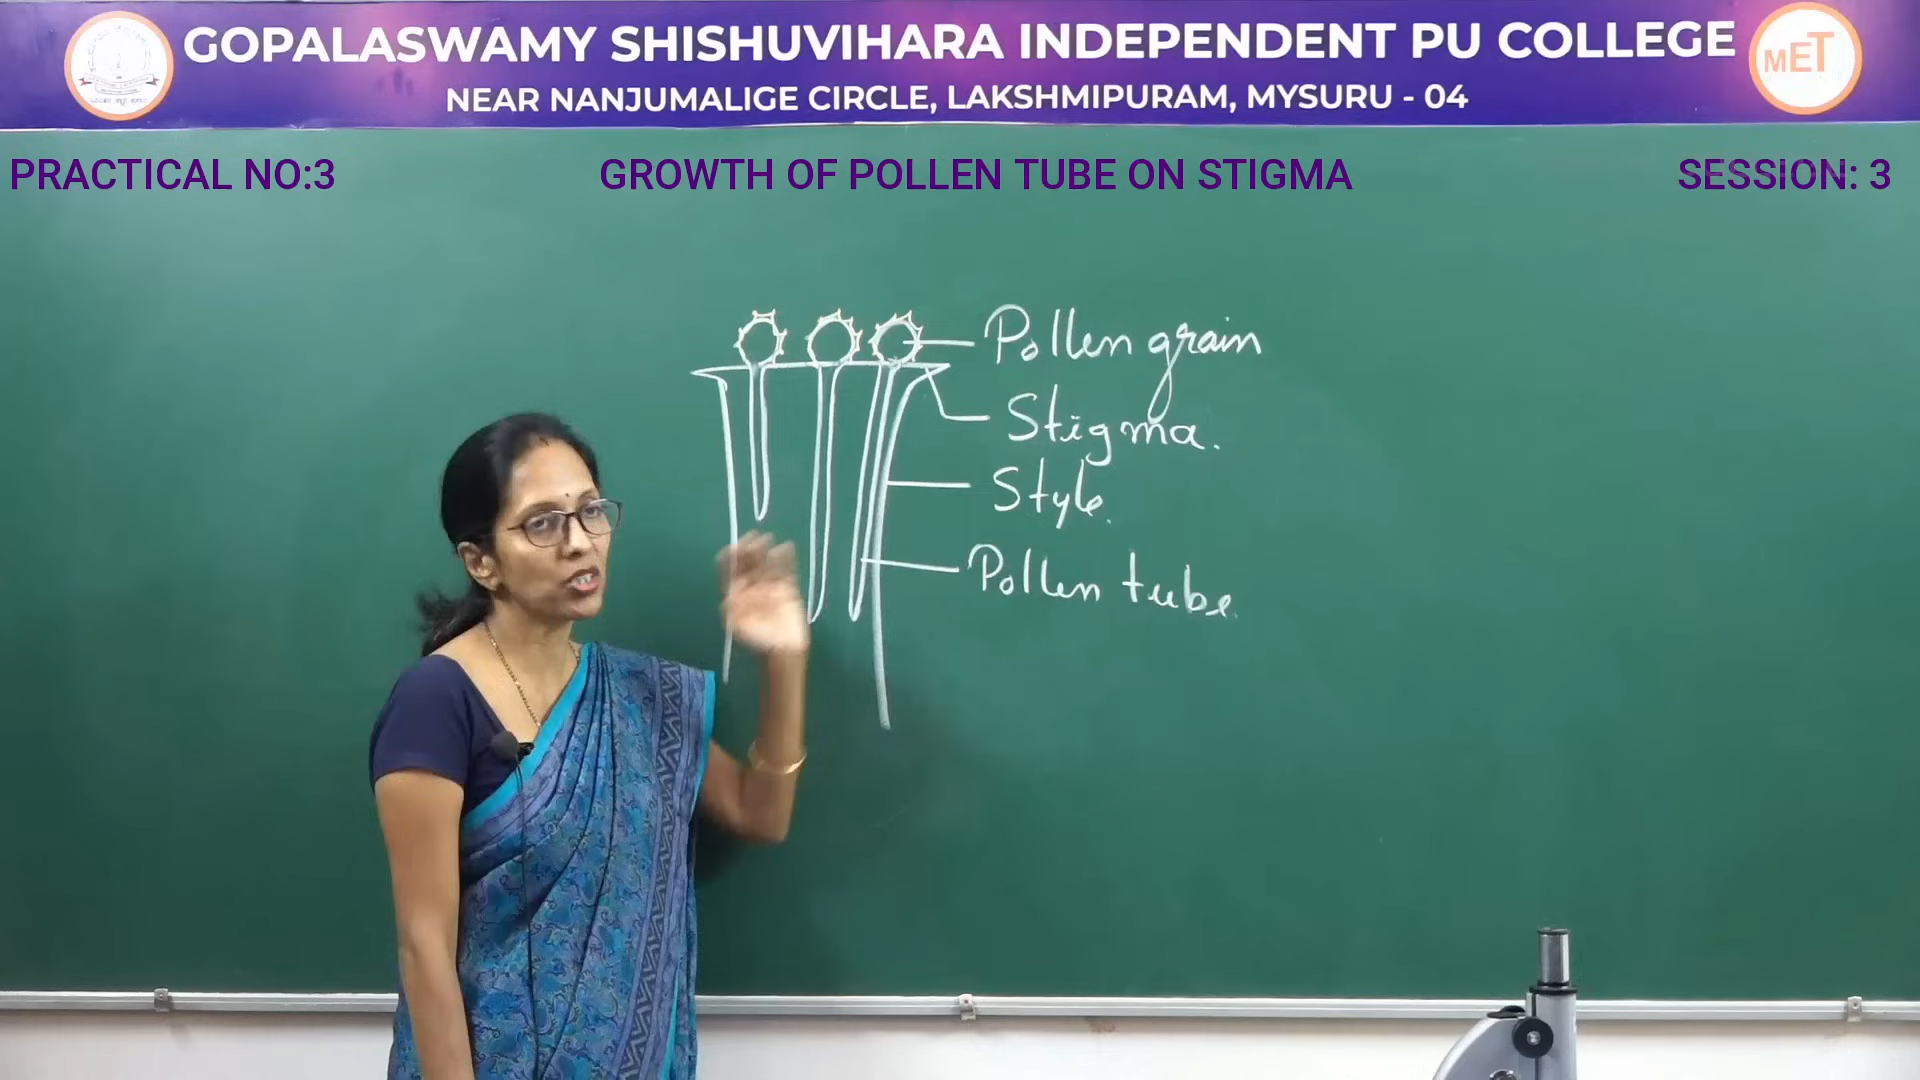 GOPALASWAMY SHISHUVIHARA INDEPENDENT PU COLLEGE
MET
NEAR NANJUMALIGE CIRCLE, LAKSHMIPURAM, MYSURU - 04
PRACTICAL NO:3
GROWTH OF POLLEN TUBE ON STIGMA
SESSION: 3
Pollen grain
Stigma.
Style.
Pollen tube.